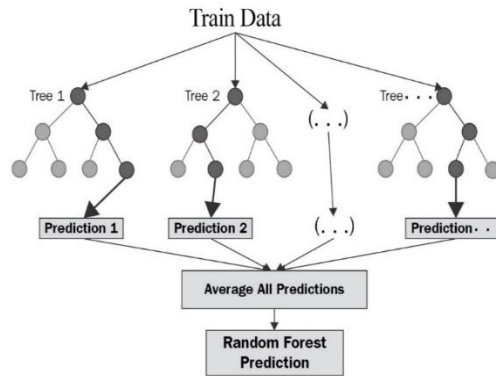 Train Data
Tree 1
Tree 2
(. . .)
Tree. . .
Prediction 1
Prediction 2
(. . .)
Prediction. .
Average All Predictions
Random Forest
Prediction